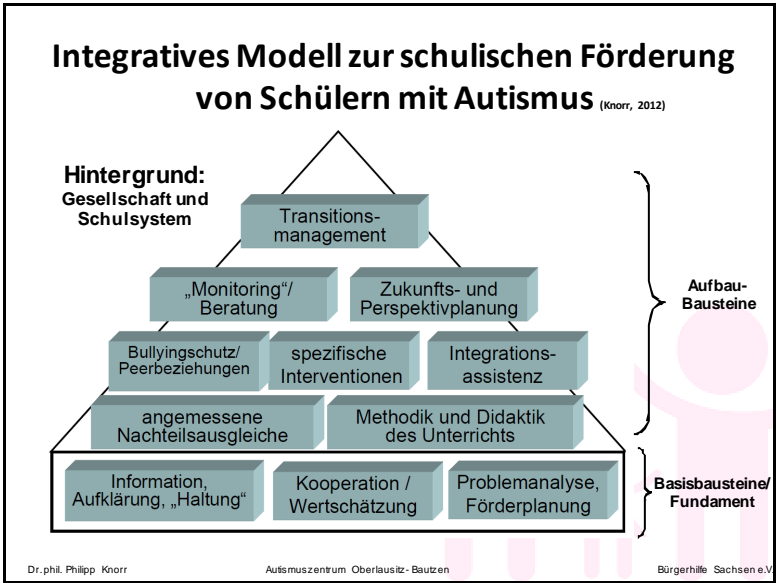 Integratives Modell zur schulischen Förderung
von Schülern mit Autismus (Knorr, 2012)
Hintergrund:
Gesellschaft und
Schulsystem
Transitions-
management
„Monitoring“/
Beratung
Zukunfts- und
Perspektivplanung
Aufbau-
Bausteine
Bullyingschutz/
Peerbeziehungen
spezifische
Interventionen
Integrations-
assistenz
angemessene
Nachteilsausgleiche
Methodik und Didaktik
des Unterrichts
Information,
Aufklärung, „Haltung“
Kooperation /
Wertschätzung
Problemanalyse,
Förderplanung
Basisbausteine/
Fundament
Dr. phil. Philipp Knorr
Autismuszentrum Oberlausitz- Bautzen
Bürgerhilfe Sachsen e.V.